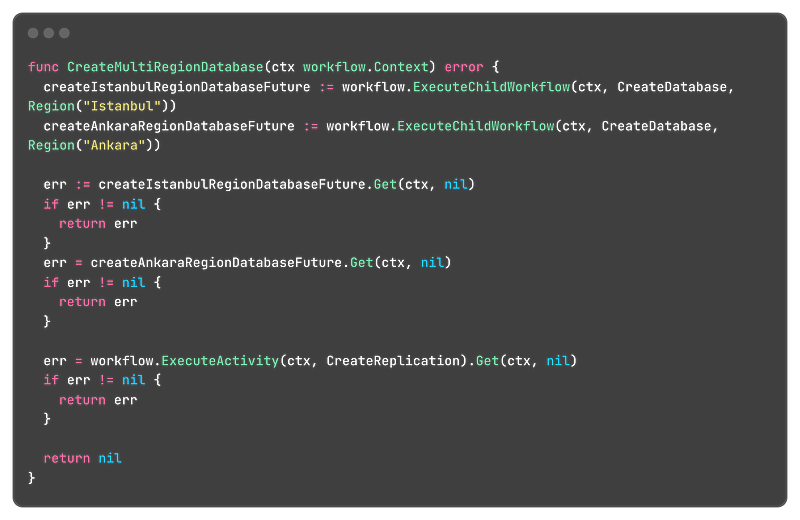 func CreateMultiRegionDatabase(ctx workflow.Context) error {
  createIstanbulRegionDatabaseFuture := workflow.ExecuteChildWorkflow(ctx, CreateDatabase,
Region("Istanbul"))
  createAnkaraRegionDatabaseFuture := workflow.ExecuteChildWorkflow(ctx, CreateDatabase,
Region("Ankara"))

  err := createIstanbulRegionDatabaseFuture.Get(ctx, nil)
  if err != nil {
    return err
  }
  err = createAnkaraRegionDatabaseFuture.Get(ctx, nil)
  if err != nil {
    return err
  }

  err = workflow.ExecuteActivity(ctx, CreateReplication).Get(ctx, nil)
  if err != nil {
    return err
  }

  return nil
}